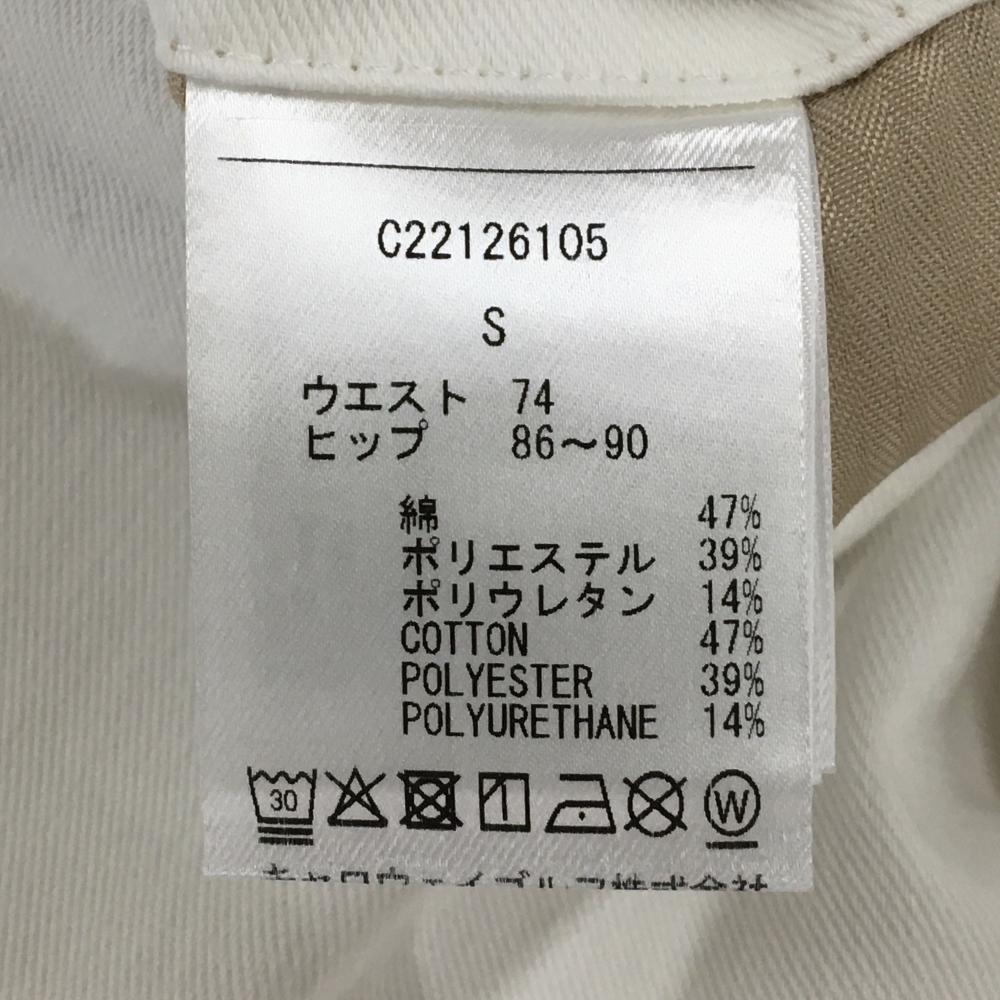 C22126105
S
ウエスト 74
ヒップ 86～90
綿 47%
ポリエステル 39%
ポリウレタン 14%
COTTON 47%
POLYESTER 39%
POLYURETHANE 14%
30 W